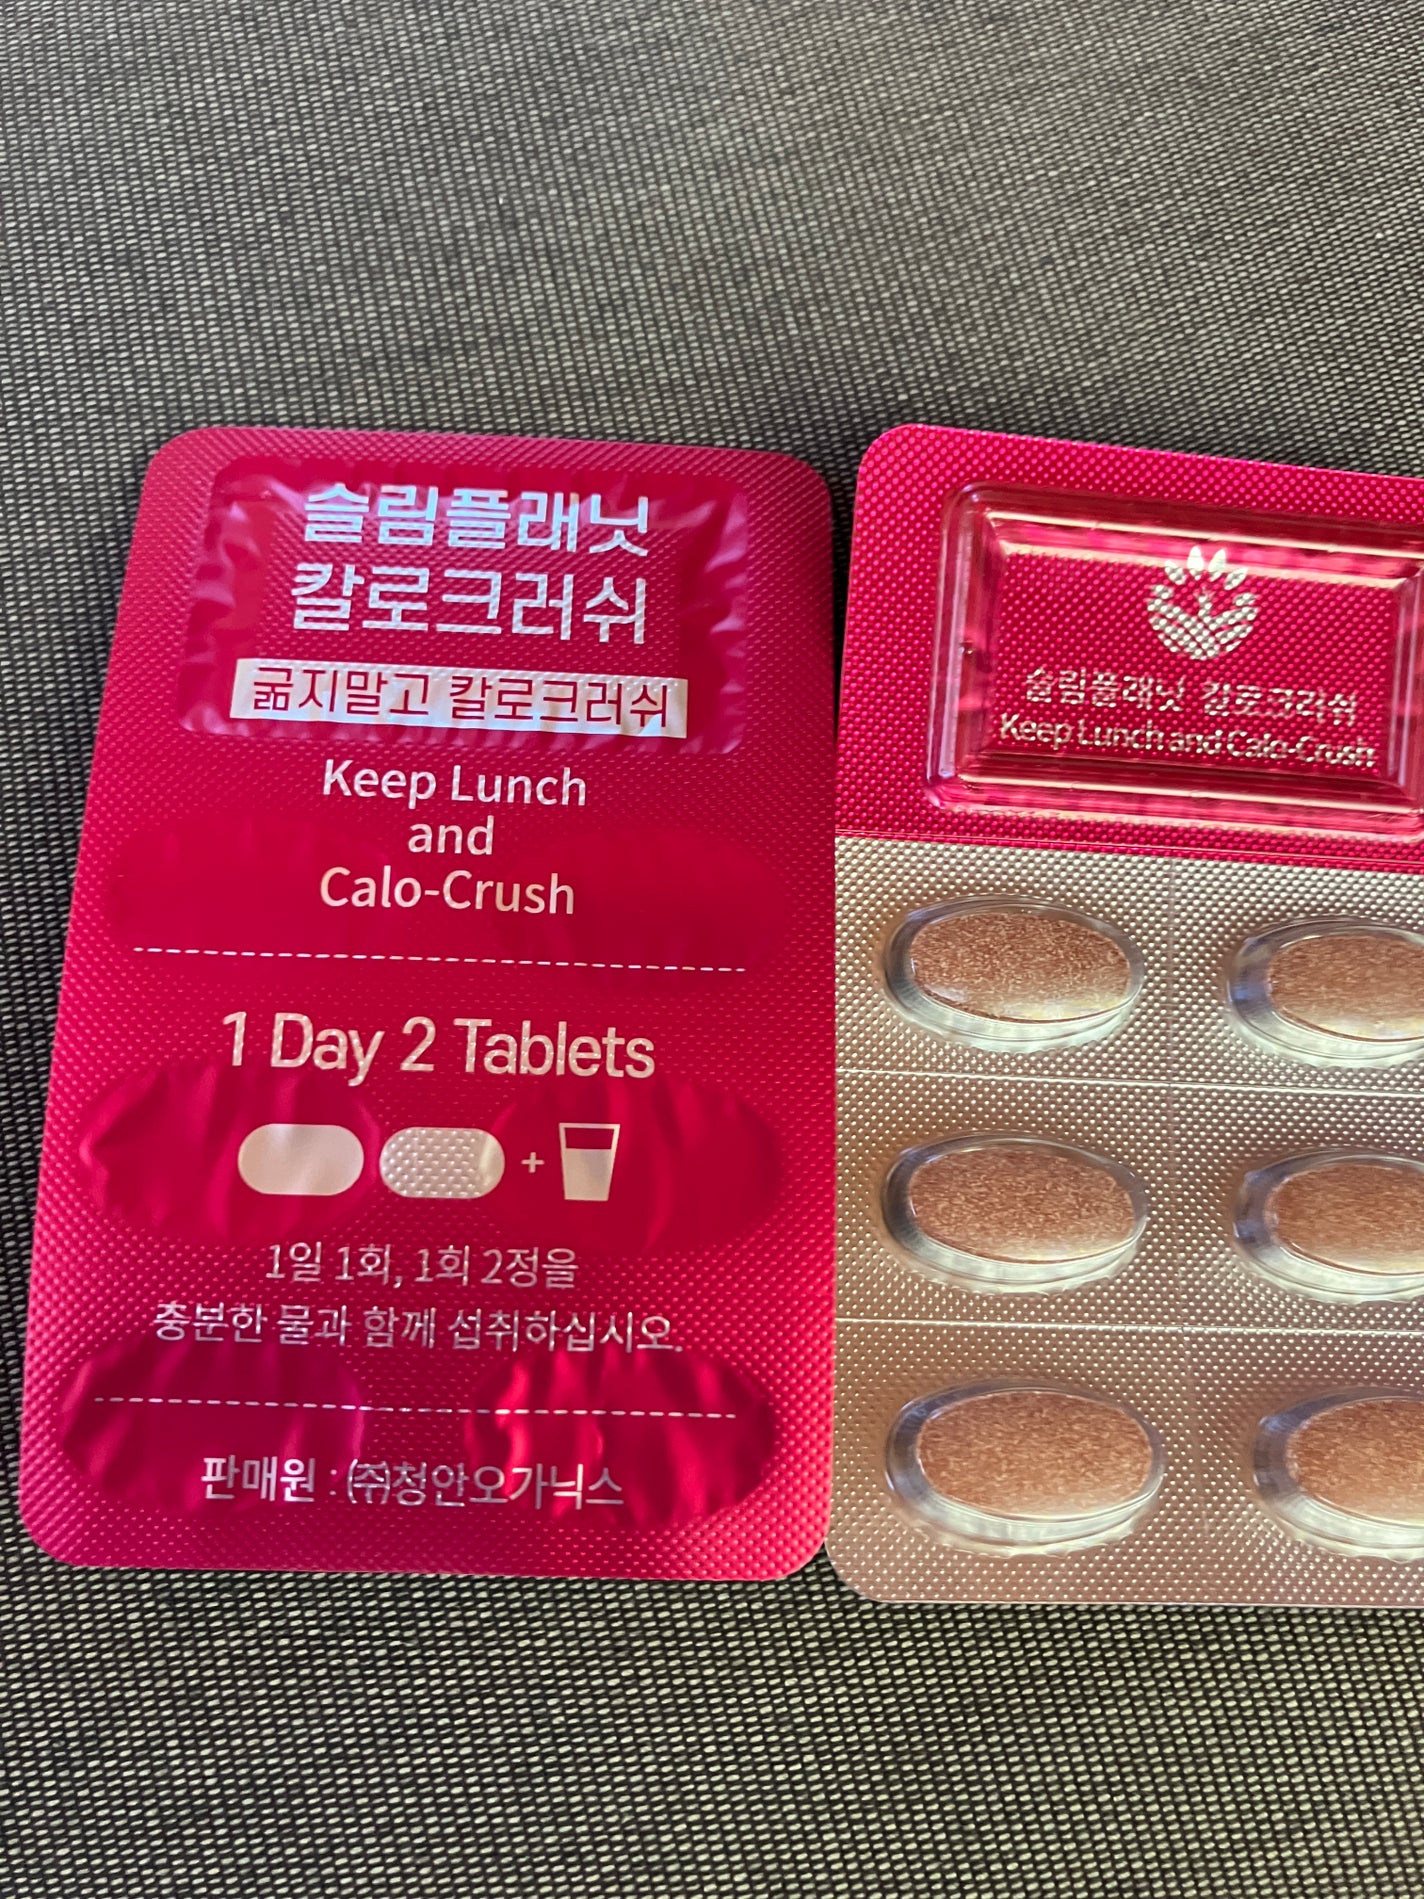 슬림플래닛
칼로크러쉬
굶지말고 칼로크러쉬
Keep Lunch
and
Calo-Crush
1 Day 2 Tablets
+
1일 1회, 1회 2정을
충분한 물과 함께 섭취하십시오.
판매원 : ㈜청안오가닉스
슬림플래닛 칼로크러쉬
Keep Lunch and Calo-Crush